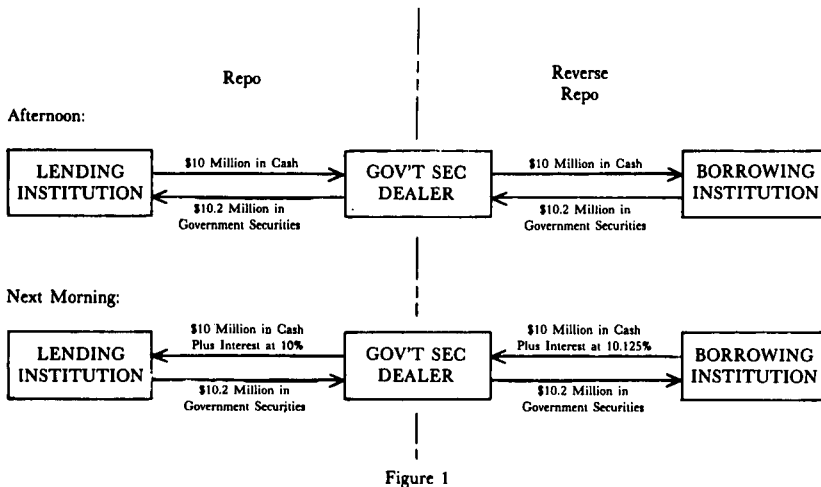 Repo
Reverse
Repo
Afternoon:
LENDING
INSTITUTION
$10 Million in Cash
$10.2 Million in
Government Securities
GOV'T SEC
DEALER
$10 Million in Cash
$10.2 Million in
Government Securities
BORROWING
INSTITUTION
Next Morning:
LENDING
INSTITUTION
$10 Million in Cash
Plus Interest at 10%
$10.2 Million in
Government Securities
GOV'T SEC
DEALER
$10 Million in Cash
Plus Interest at 10.125%
$10.2 Million in
Government Securities
BORROWING
INSTITUTION
Figure 1